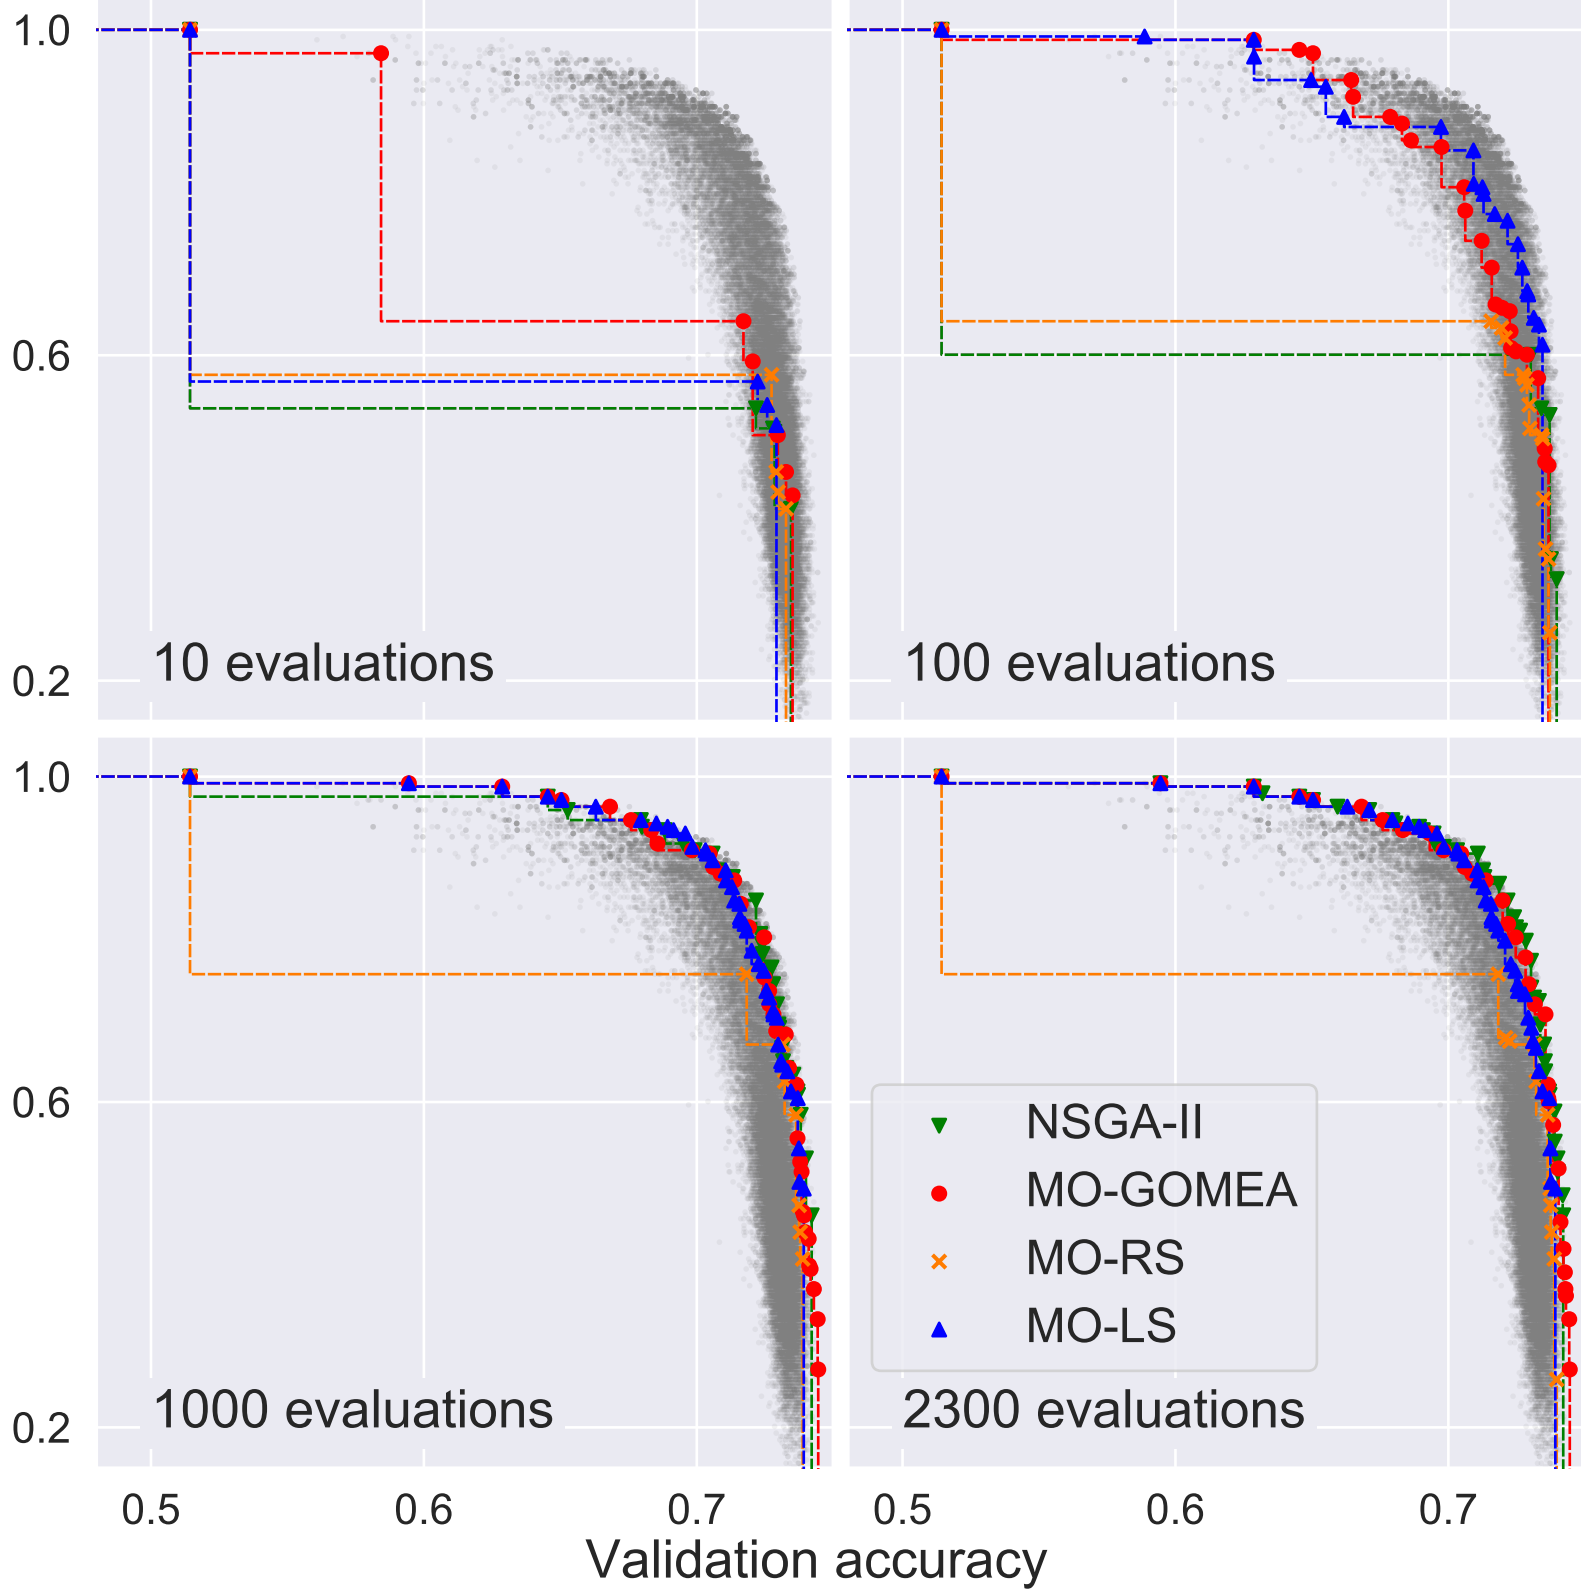 1.0
0.6
0.2
10 evaluations
100 evaluations
1.0
0.6
0.2
1000 evaluations
2300 evaluations
NSGA-II
MO-GOMEA
MO-RS
MO-LS
0.5 0.6 0.7 0.5 0.6 0.7
Validation accuracy